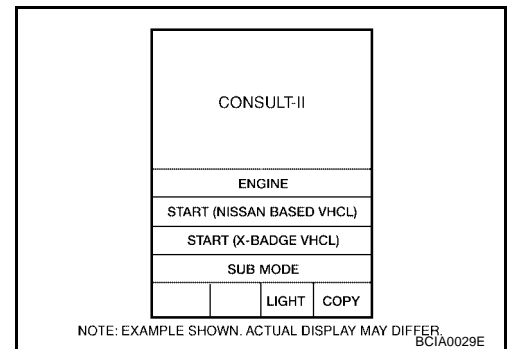 CONSULT-II
ENGINE
START (NISSAN BASED VHCL)
START (X-BADGE VHCL)
SUB MODE
LIGHT COPY
NOTE: EXAMPLE SHOWN. ACTUAL DISPLAY MAY DIFFER.
BCIA0029E